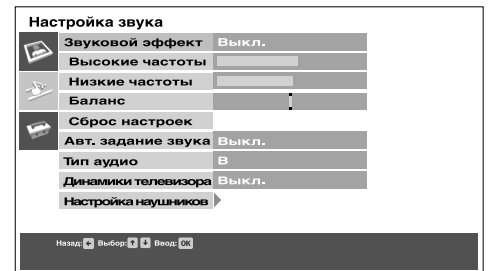 Настройка звука
Звуковой эффект Выкл.
Высокие частоты
Низкие частоты
Баланс
Сброс настроек
Авт. задание звука Выкл.
Тип аудио В
Динамики телевизора Выкл.
Настройка наушников
Назад: Выбор: Ввод: OK